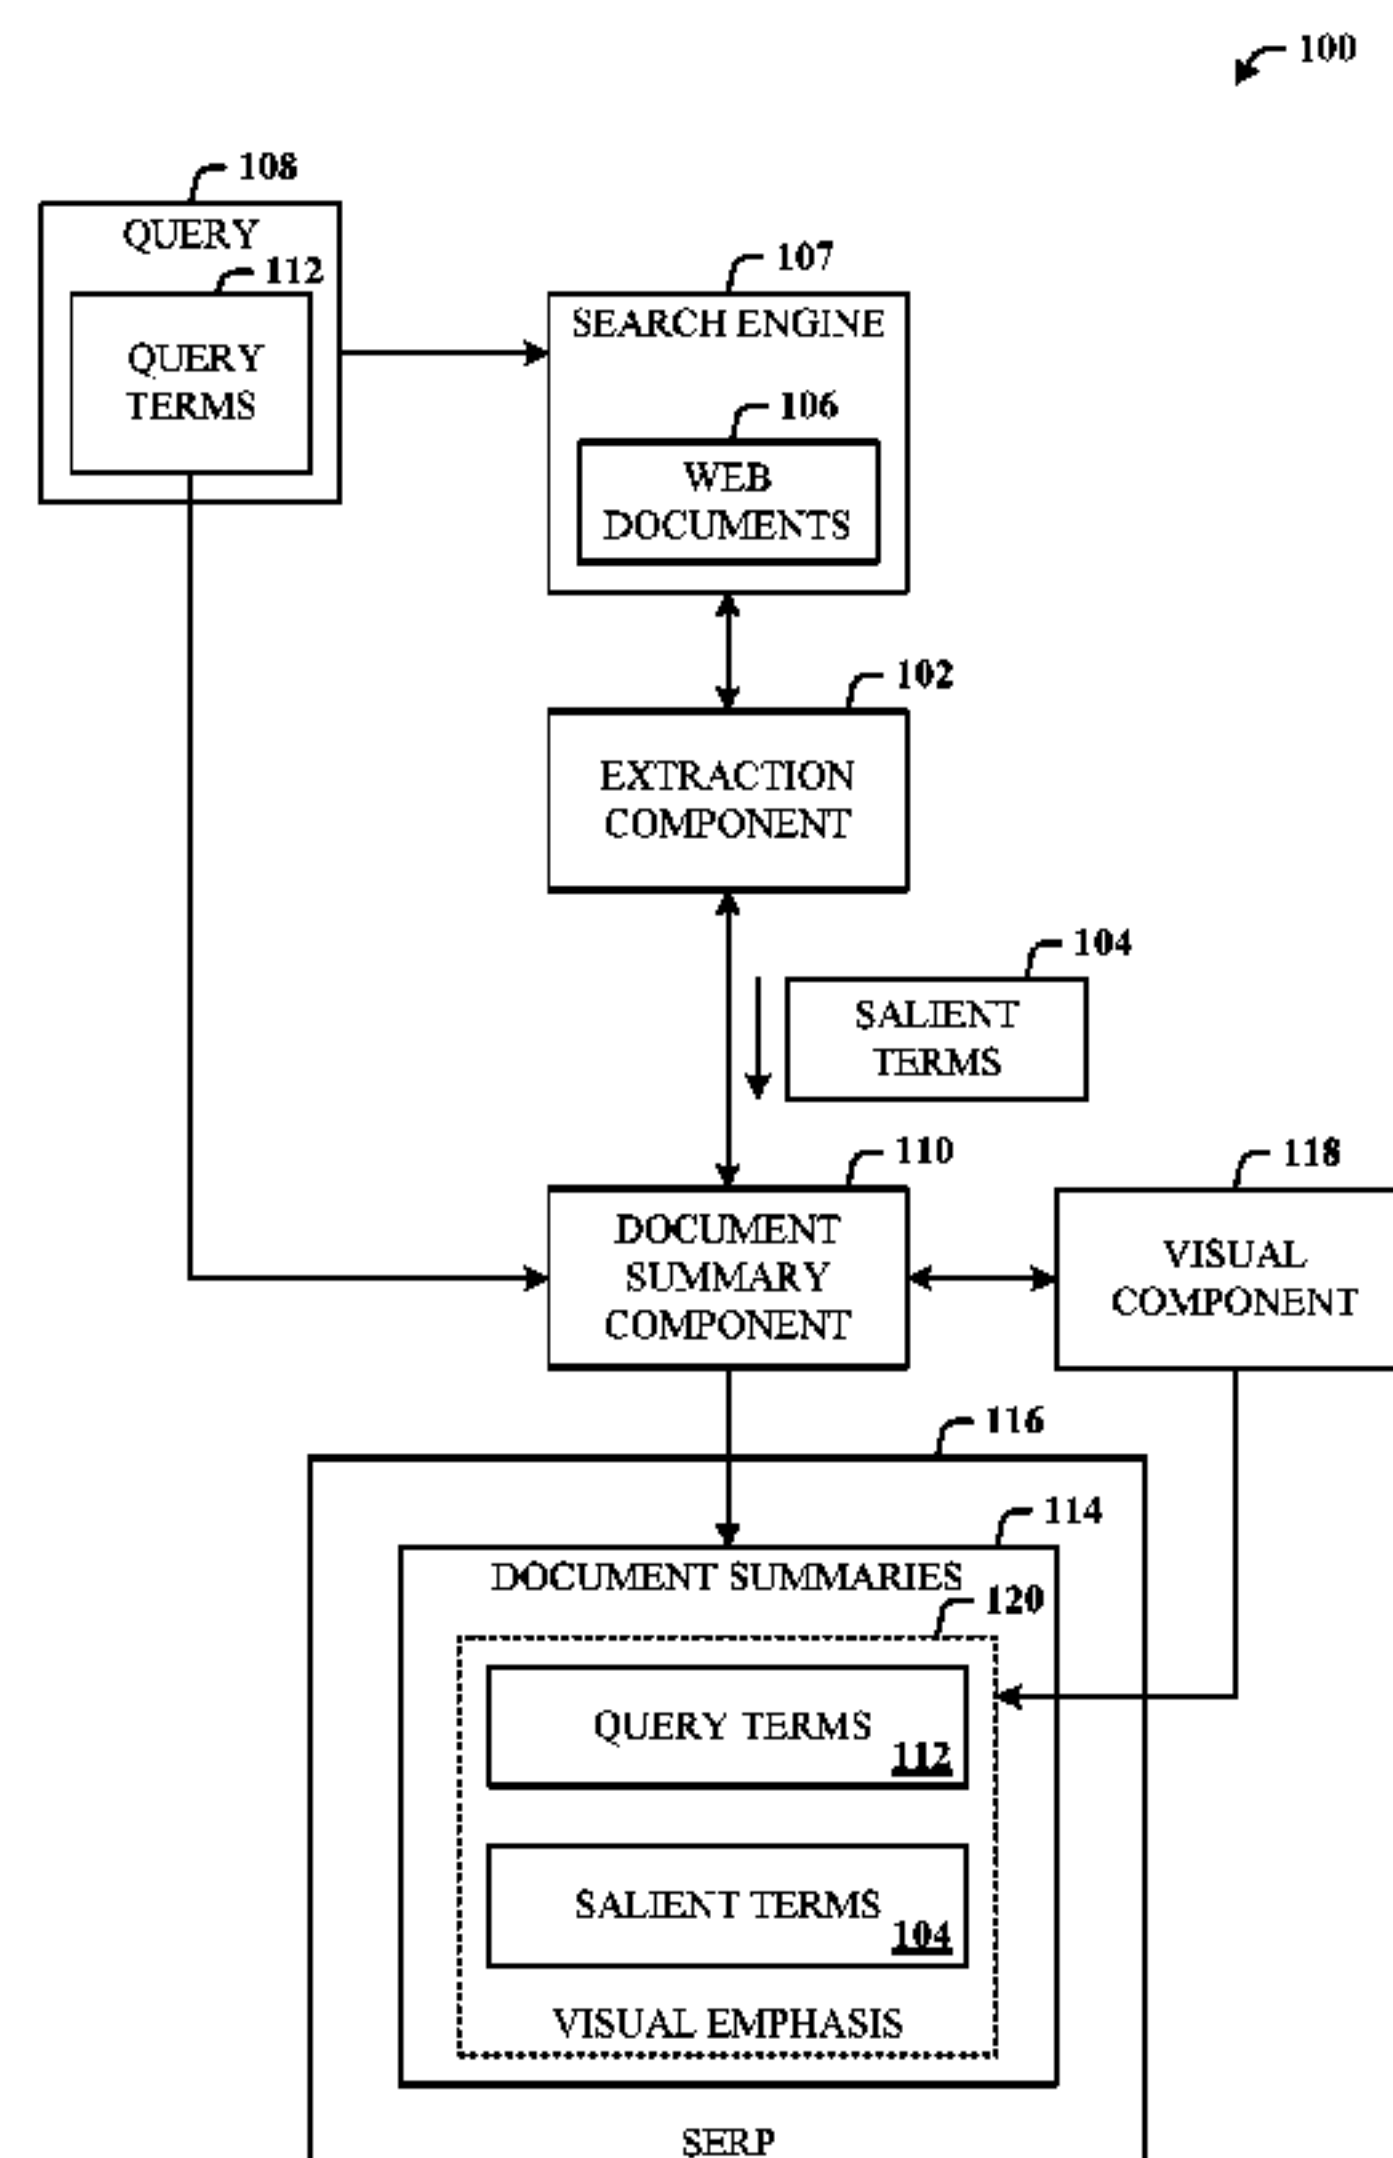 100
108
QUERY
112
QUERY
TERMS
107
SEARCH ENGINE
106
WEB
DOCUMENTS
102
EXTRACTION
COMPONENT
104
SALIENT
TERMS
110
DOCUMENT
SUMMARY
COMPONENT
118
VISUAL
COMPONENT
116
114
DOCUMENT SUMMARIES
120
QUERY TERMS
112
SALIENT TERMS
104
VISUAL EMPHASIS
SERP